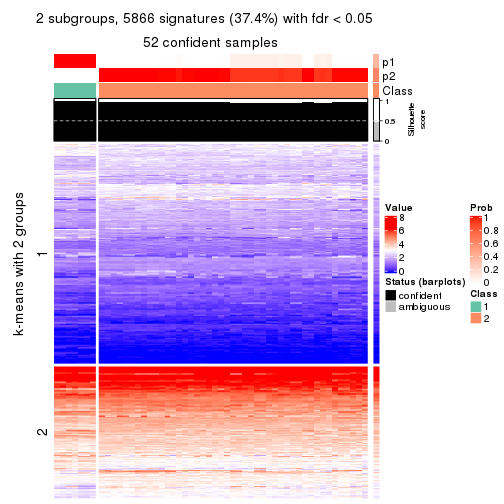 2 subgroups, 5866 signatures (37.4%) with fdr < 0.05
52 confident samples
p1
p2
Class
1
0.5
0
Silhouette
score
k-means with 2 groups
1
2
Value
8
6
4
2
0
Status (barplots)
confident
ambiguous
Prob
1
0.8
0.6
0.4
0.2
0
Class
1
2